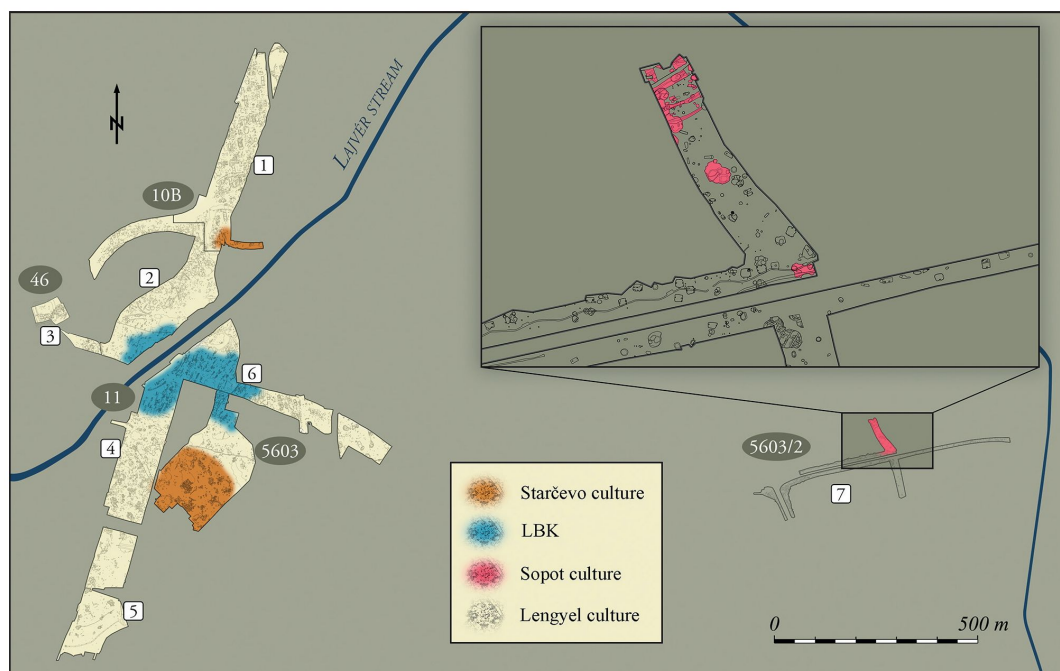 N
LAJVÉR STREAM
1
10B
2
46
3
11
6
4
5603
5
5603/2
7
Starčevo culture
LBK
Sopot culture
Lengyel culture
0 500 m